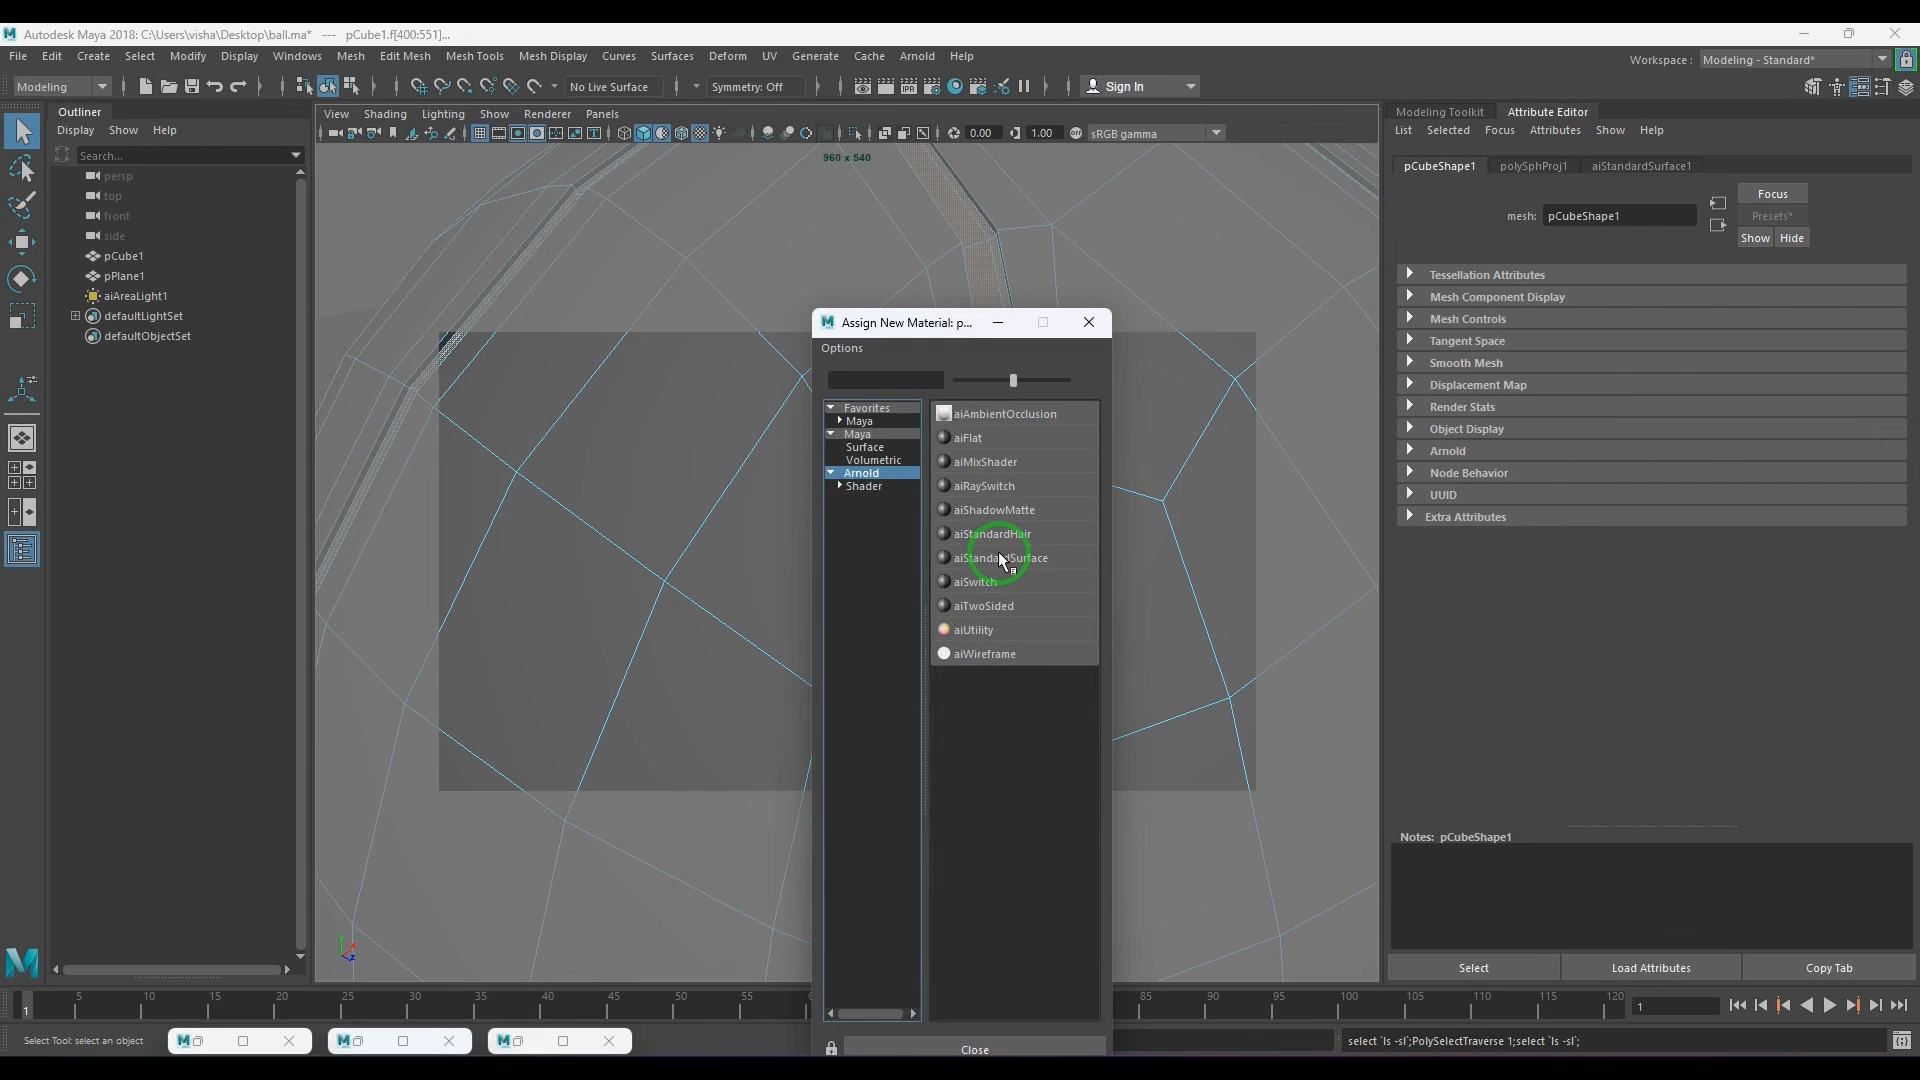 Autodesk Maya 2018: C:\Users\visha\Desktop\ball.ma* --- pCube1.f[400:551]...
File Edit Create Select Modify Display Windows Mesh Edit Mesh Mesh Tools Mesh Display Curves Surfaces Deform UV Generate Cache Arnold Help
Workspace : Modeling - Standard*
Modeling No Live Surface Symmetry: Off Sign In
Outliner
Display Show Help
Search...
persp
top
front
side
pCube1
pPlane1
aiAreaLight1
defaultLightSet
defaultObjectSet
View Shading Lighting Show Renderer Panels
0.00 1.00 sRGB gamma
960 x 540
Assign New Material: p...
Options
Favorites
Maya
Maya
Surface
Volumetric
Arnold
Shader
aiAmbientOcclusion
aiFlat
aiMixShader
aiRaySwitch
aiShadowMatte
aiStandardHair
aiStandardSurface
aiSwitch
aiTwoSided
aiUtility
aiWireframe
Close
Modeling Toolkit Attribute Editor
List Selected Focus Attributes Show Help
pCubeShape1 polySphProj1 aiStandardSurface1
mesh: pCubeShape1
Focus
Presets*
Show Hide
Tessellation Attributes
Mesh Component Display
Mesh Controls
Tangent Space
Smooth Mesh
Displacement Map
Render Stats
Object Display
Arnold
Node Behavior
UUID
Extra Attributes
Notes: pCubeShape1
Select Load Attributes Copy Tab
1 5 10 15 20 25 30 35 40 45 50 55 85 90 95 100 105 110 115 120 1
Select Tool: select an object
select `ls -sl`;PolySelectTraverse 1;select `ls -sl`;